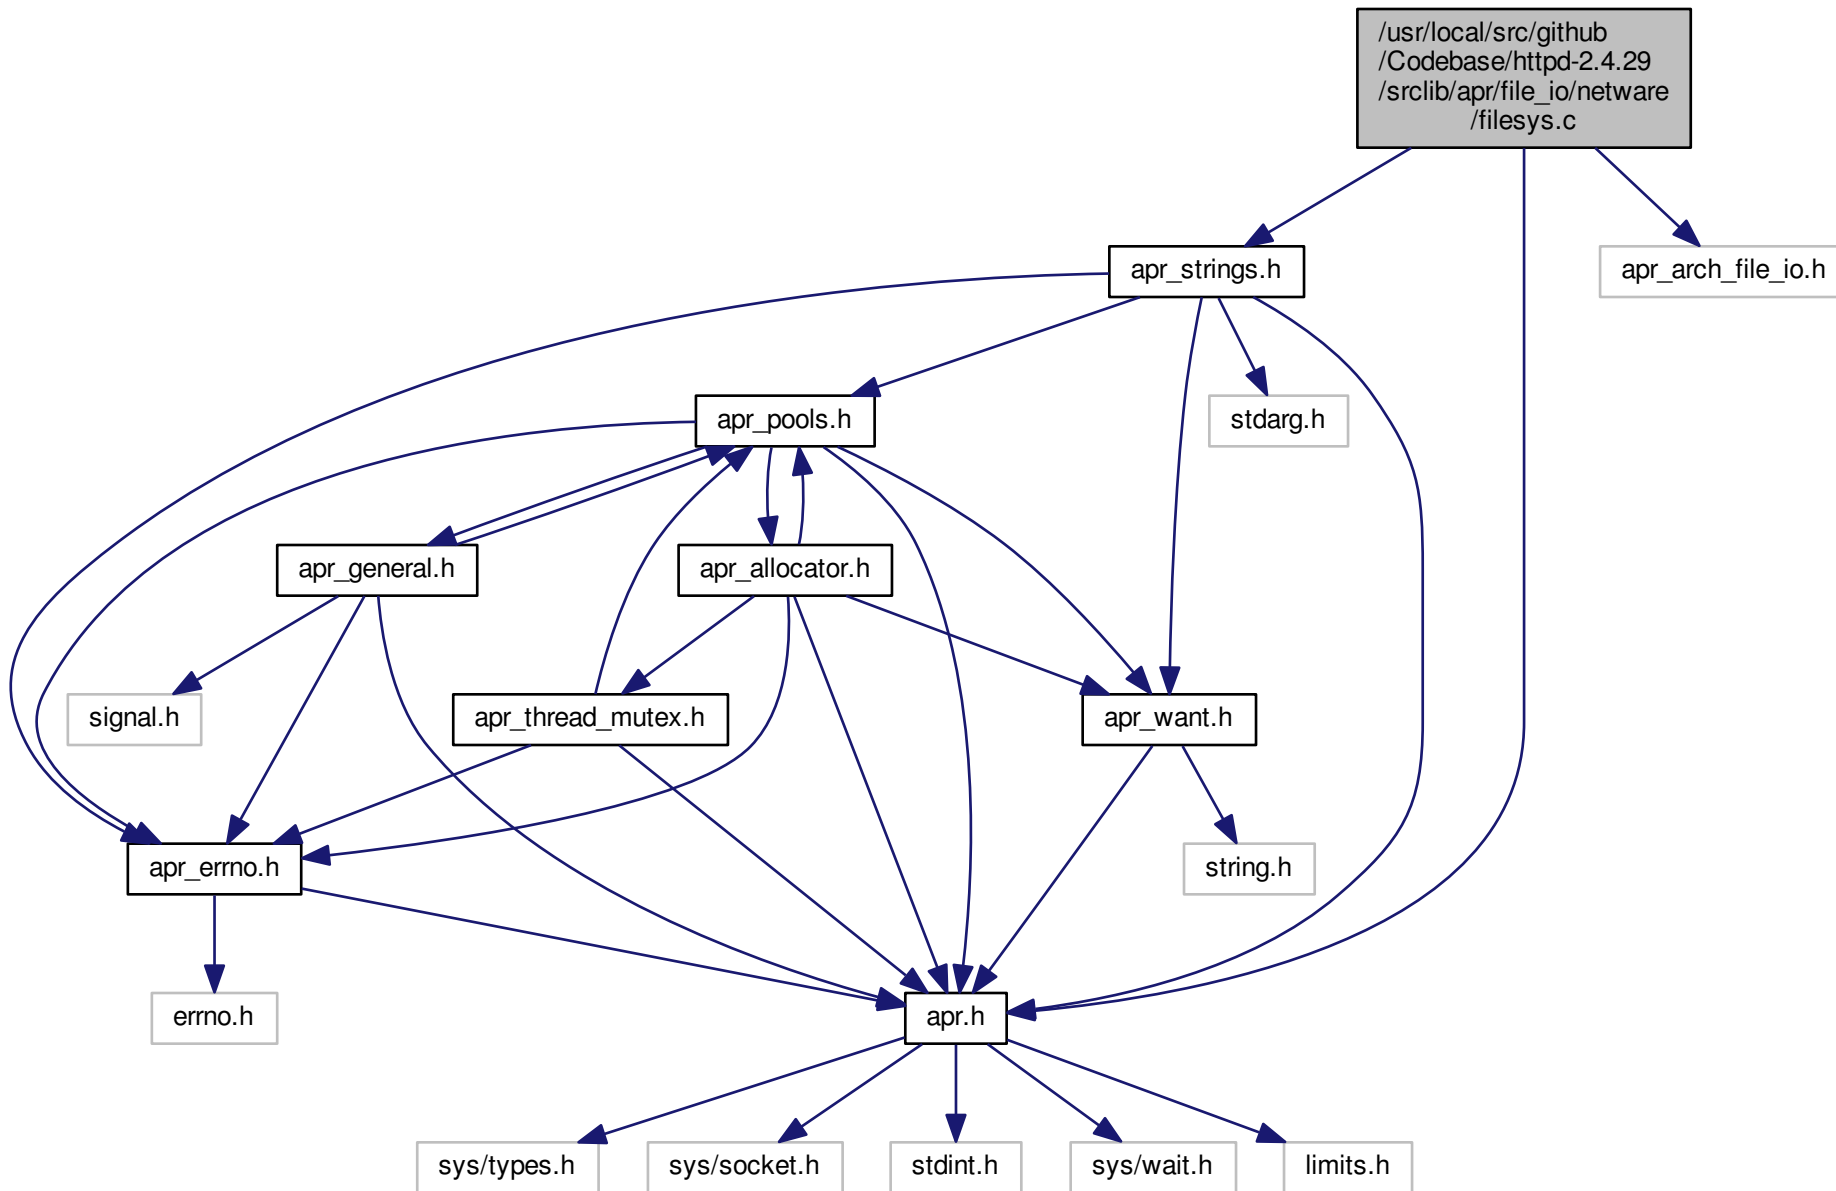 /usr/local/src/github
/Codebase/httpd-2.4.29
/srclib/apr/file_io/netware
/filesys.c
apr_strings.h
apr_arch_file_io.h
apr_pools.h
stdarg.h
apr_general.h
apr_allocator.h
signal.h
apr_thread_mutex.h
apr_want.h
apr_errno.h
string.h
errno.h
apr.h
sys/types.h
sys/socket.h
stdint.h
sys/wait.h
limits.h